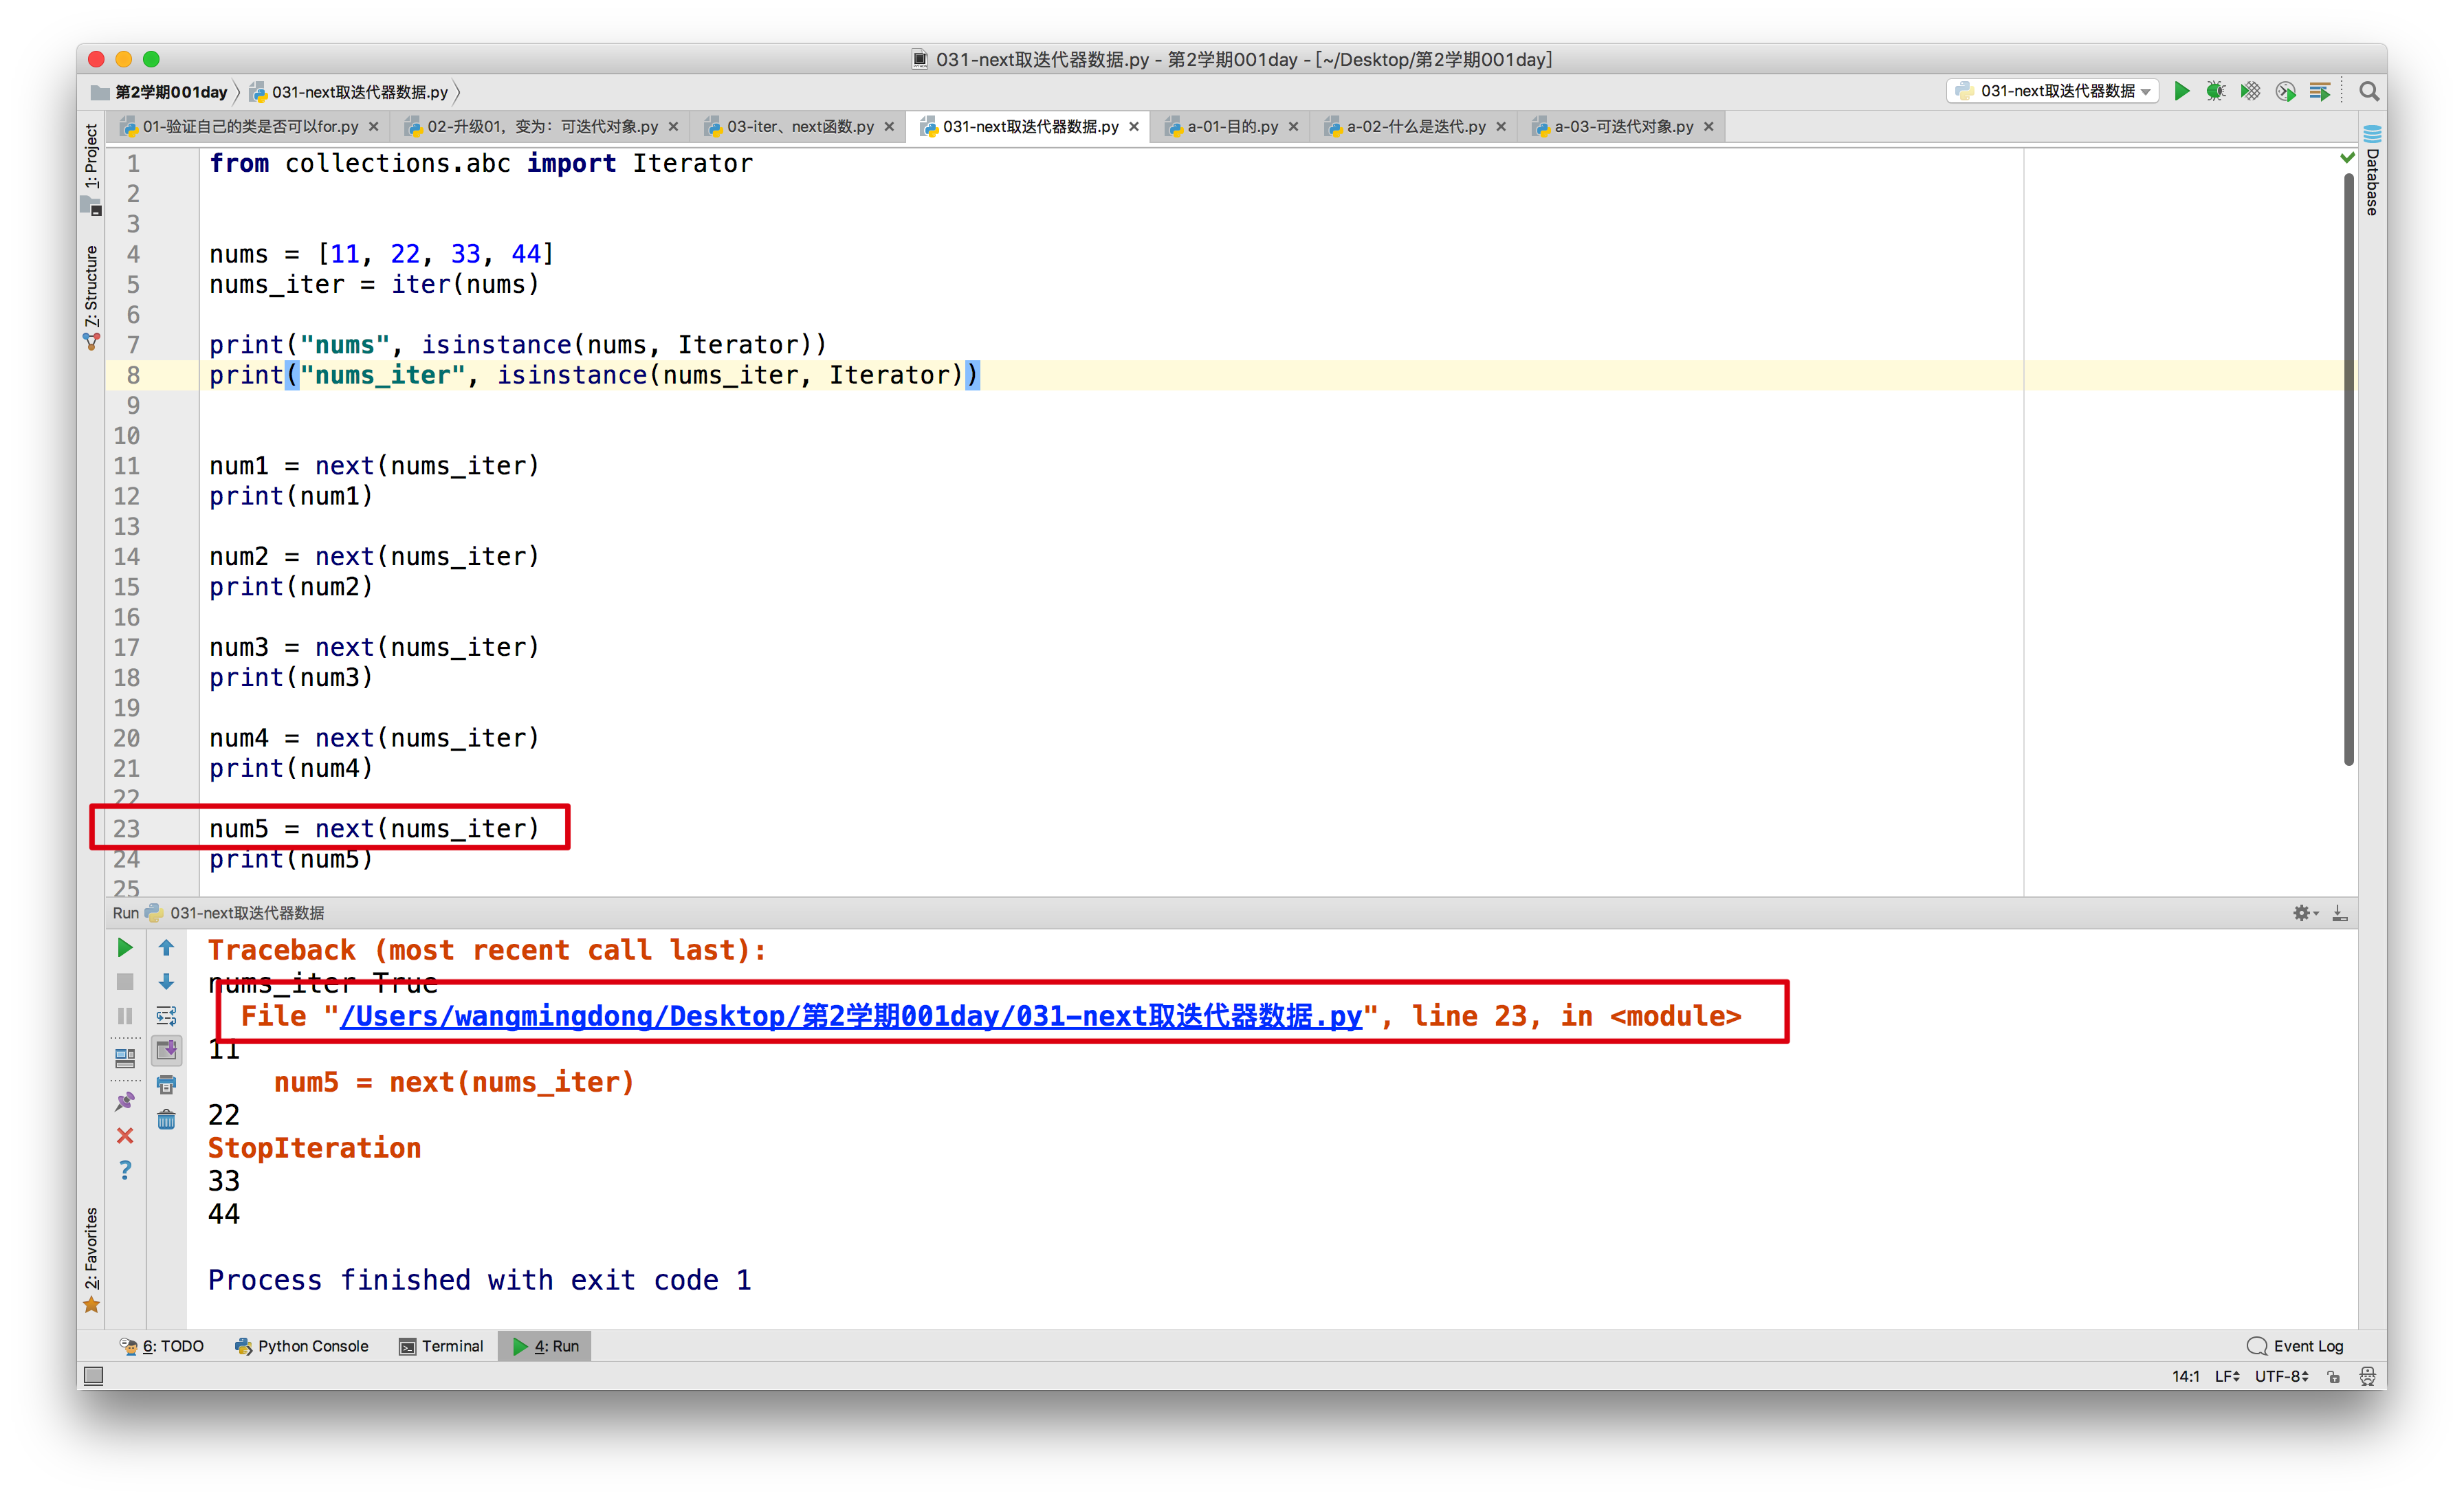 031-next取迭代器数据.py - 第2学期001day - [~/Desktop/第2学期001day]
第2学期001day
031-next取迭代器数据.py
031-next取迭代器数据
01-验证自己的类是否可以for.py
02-升级01，变为：可迭代对象.py
03-iter、next函数.py
031-next取迭代器数据.py
a-01-目的.py
a-02-什么是迭代.py
a-03-可迭代对象.py
1: Project
7: Structure
2: Favorites
Database
1 from collections.abc import Iterator
2
3
4 nums = [11, 22, 33, 44]
5 nums_iter = iter(nums)
6
7 print("nums", isinstance(nums, Iterator))
8 print("nums_iter", isinstance(nums_iter, Iterator))
9
10
11 num1 = next(nums_iter)
12 print(num1)
13
14 num2 = next(nums_iter)
15 print(num2)
16
17 num3 = next(nums_iter)
18 print(num3)
19
20 num4 = next(nums_iter)
21 print(num4)
22
23 num5 = next(nums_iter)
24 print(num5)
25
Run 031-next取迭代器数据
Traceback (most recent call last):
nums_iter True
File "/Users/wangmingdong/Desktop/第2学期001day/031-next取迭代器数据.py", line 23, in <module>
11
num5 = next(nums_iter)
22
StopIteration
33
44
Process finished with exit code 1
6: TODO
Python Console
Terminal
4: Run
Event Log
14:1 LF UTF-8